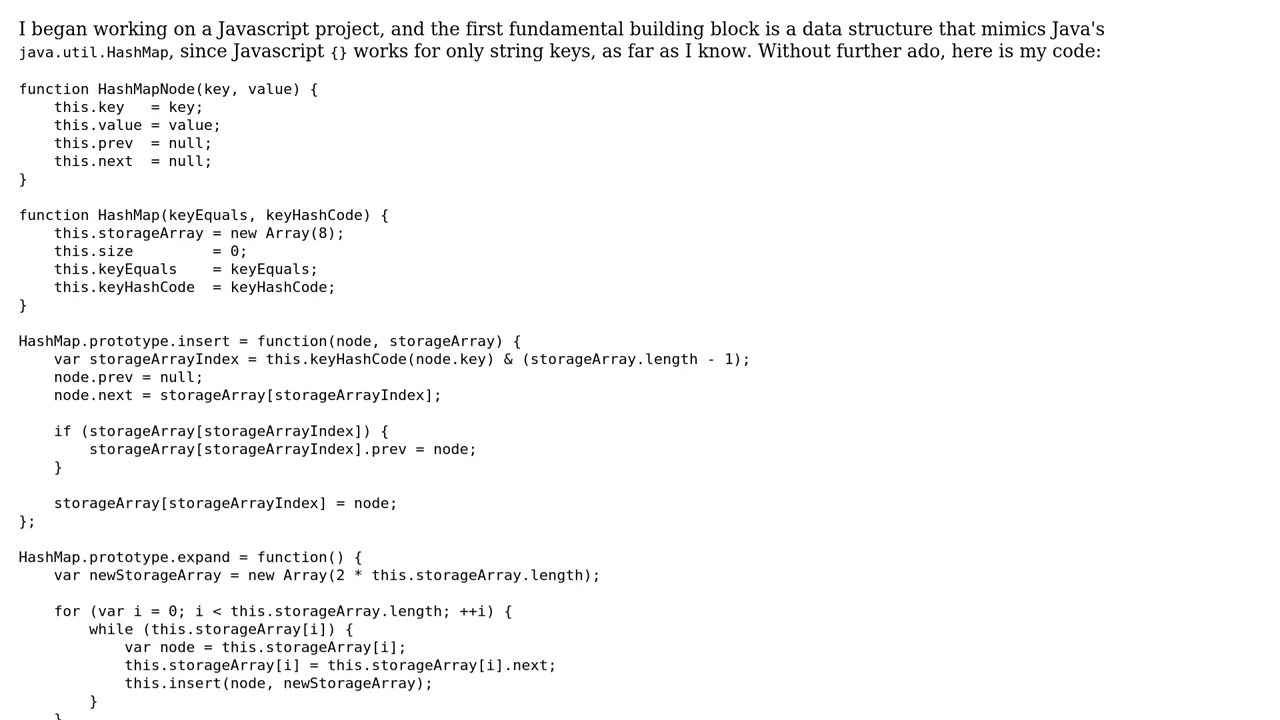 I began working on a Javascript project, and the first fundamental building block is a data structure that mimics Java's
java.util.HashMap, since Javascript {} works for only string keys, as far as I know. Without further ado, here is my code:
function HashMapNode(key, value) {
    this.key   = key;
    this.value = value;
    this.prev  = null;
    this.next  = null;
}
function HashMap(keyEquals, keyHashCode) {
    this.storageArray = new Array(8);
    this.size         = 0;
    this.keyEquals    = keyEquals;
    this.keyHashCode  = keyHashCode;
}
HashMap.prototype.insert = function(node, storageArray) {
    var storageArrayIndex = this.keyHashCode(node.key) & (storageArray.length - 1);
    node.prev = null;
    node.next = storageArray[storageArrayIndex];
    if (storageArray[storageArrayIndex]) {
        storageArray[storageArrayIndex].prev = node;
    }
    storageArray[storageArrayIndex] = node;
};
HashMap.prototype.expand = function() {
    var newStorageArray = new Array(2 * this.storageArray.length);
    for (var i = 0; i < this.storageArray.length; ++i) {
        while (this.storageArray[i]) {
            var node = this.storageArray[i];
            this.storageArray[i] = this.storageArray[i].next;
            this.insert(node, newStorageArray);
        }
    }